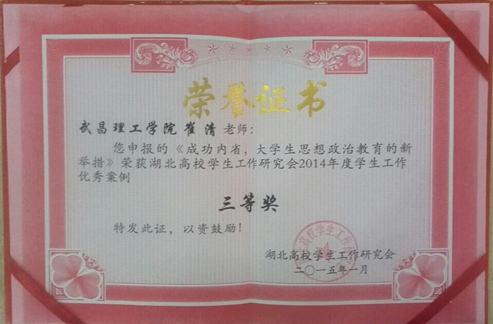 荣誉证书
武昌理工学院崔清老师：
您申报的《成功内省，大学生思想政治教育的新
举措》荣获湖北高校学生工作研究会2014年度学生工作
优秀案例
三等奖
特发此证，以资鼓励！
湖北高校学生工作研究会
二〇一五年一月